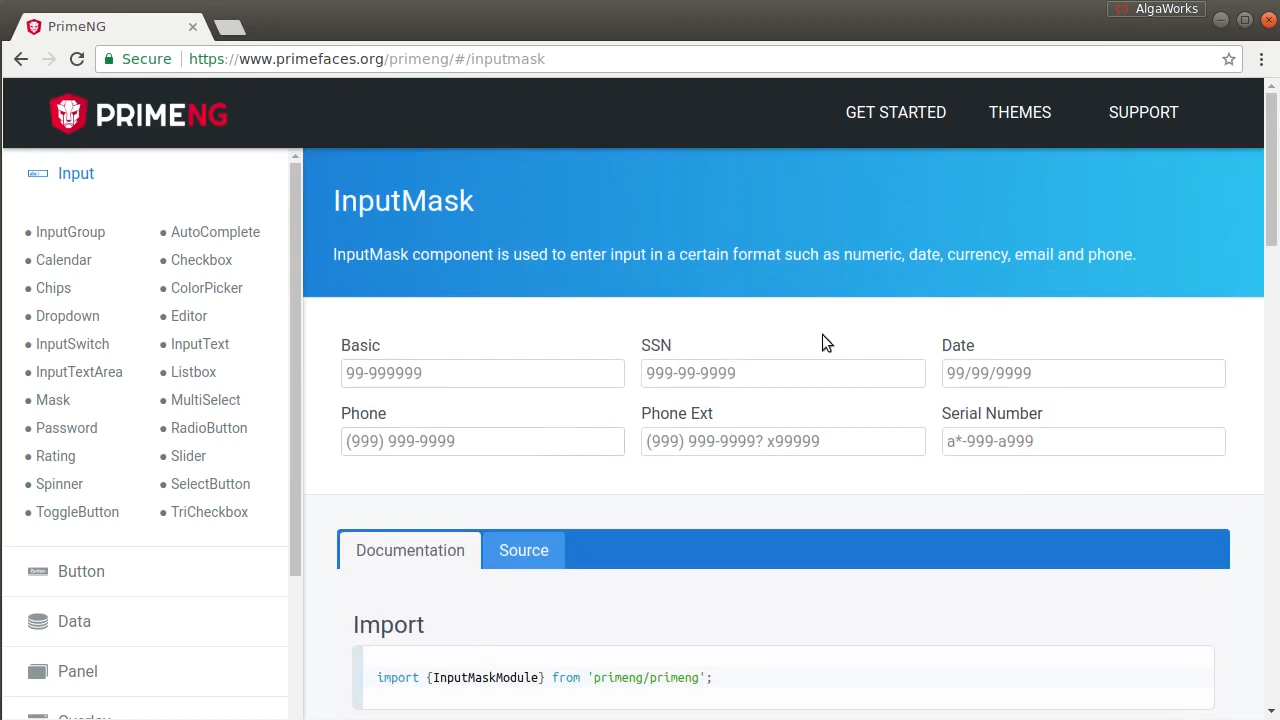 AlgaWorks
PrimeNG
Secure https://www.primefaces.org/primeng/#/inputmask
PRIMENG GET STARTED THEMES SUPPORT
Input
InputGroup AutoComplete
Calendar Checkbox
Chips ColorPicker
Dropdown Editor
InputSwitch InputText
InputTextArea Listbox
Mask MultiSelect
Password RadioButton
Rating Slider
Spinner SelectButton
ToggleButton TriCheckbox
Button
Data
Panel
InputMask
InputMask component is used to enter input in a certain format such as numeric, date, currency, email and phone.
Basic SSN Date
99-999999 999-99-9999 99/99/9999
Phone Phone Ext Serial Number
(999) 999-9999 (999) 999-9999? x99999 a*-999-a999
Documentation Source
Import
import {InputMaskModule} from 'primeng/primeng';